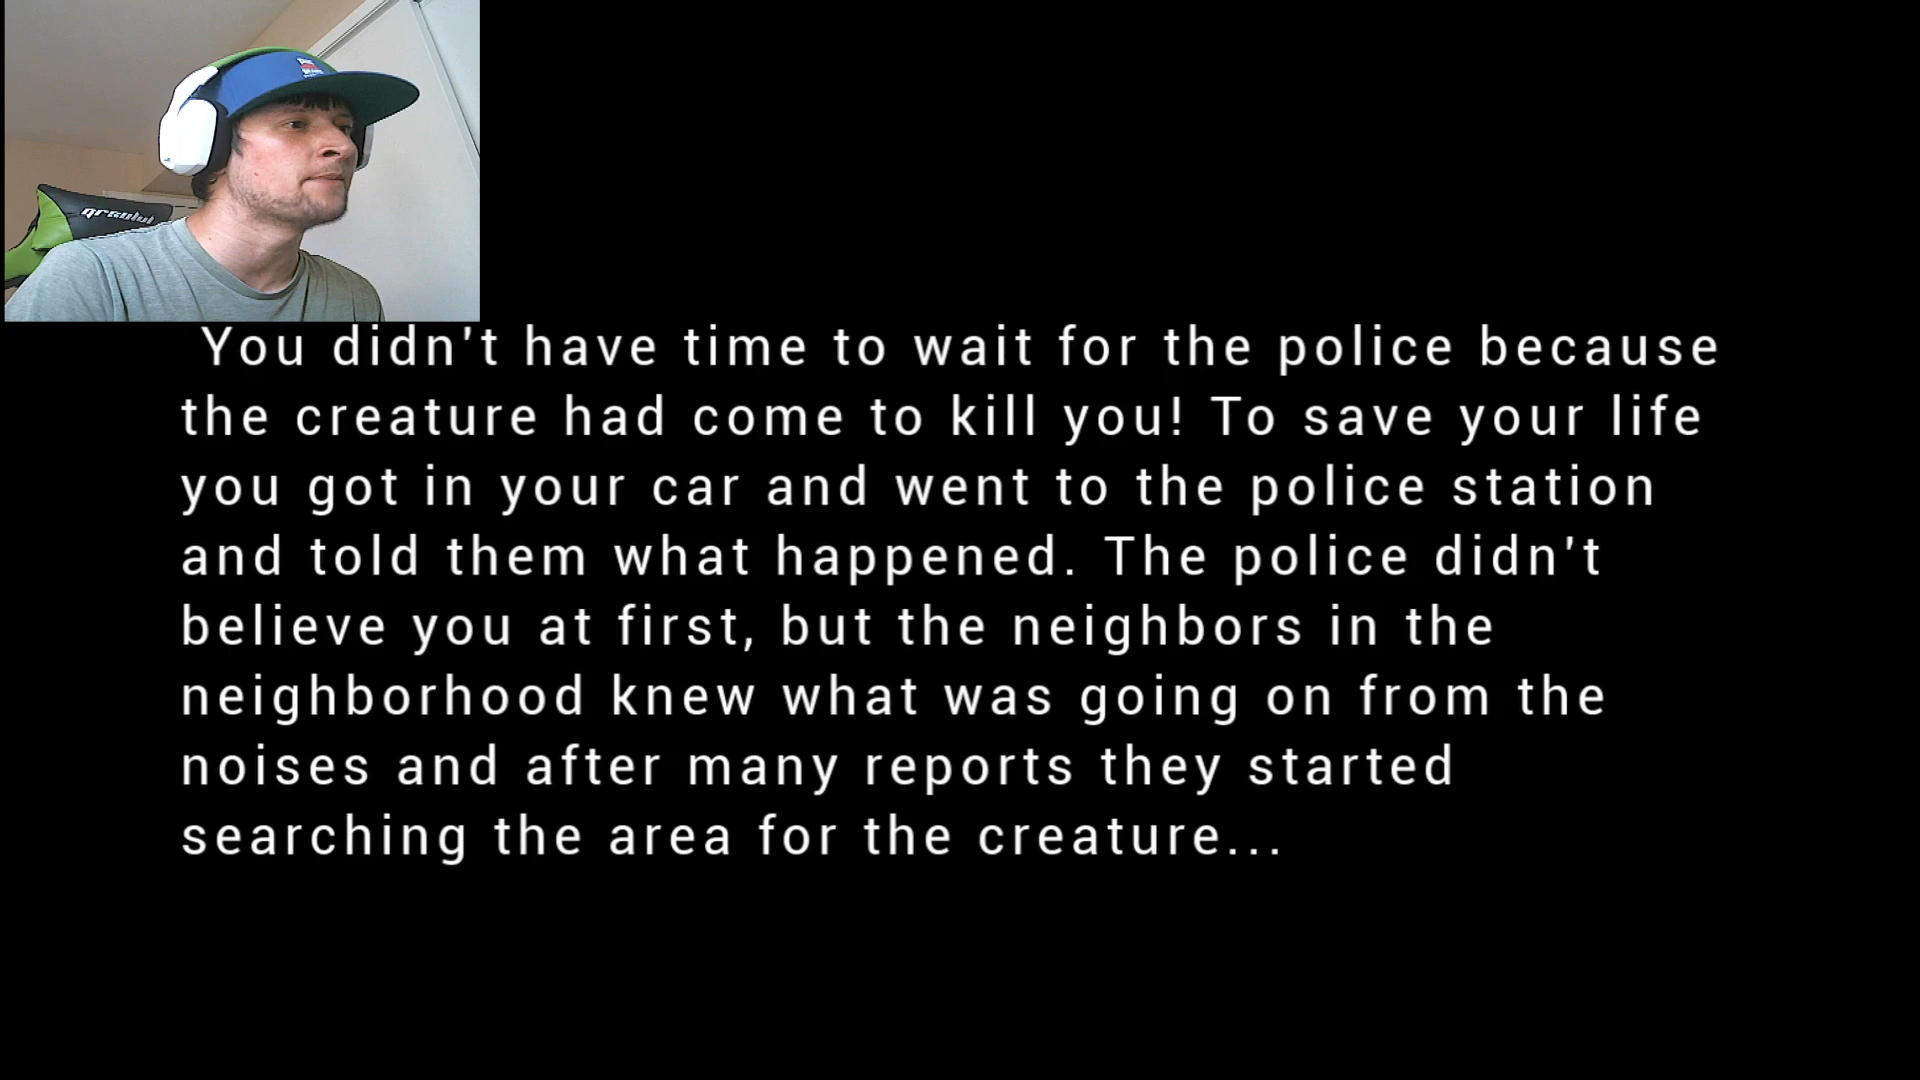 You didn't have time to wait for the police because
the creature had come to kill you! To save your life
you got in your car and went to the police station
and told them what happened. The police didn't
believe you at first, but the neighbors in the
neighborhood knew what was going on from the
noises and after many reports they started
searching the area for the creature...